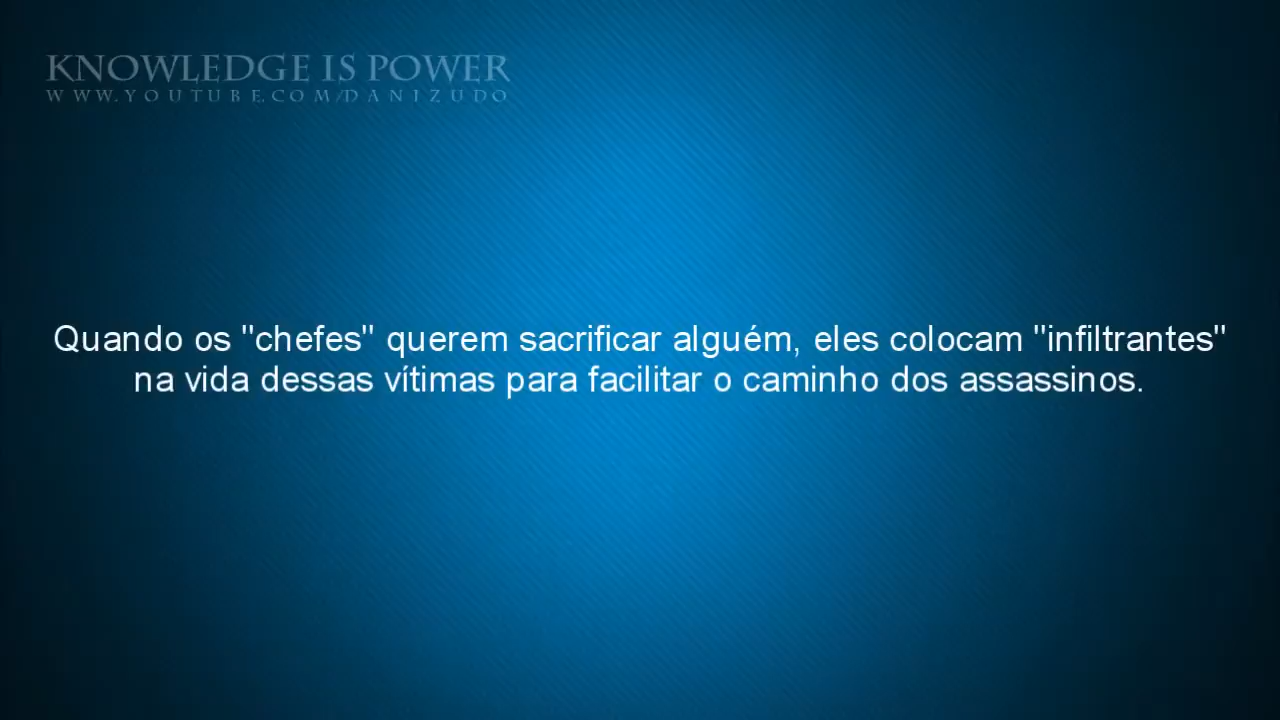 KNOWLEDGE IS POWER
WWW.YOUTUBE.COM/DANIZUDO
Quando os "chefes" querem sacrificar alguém, eles colocam "infiltrantes"
na vida dessas vítimas para facilitar o caminho dos assassinos.